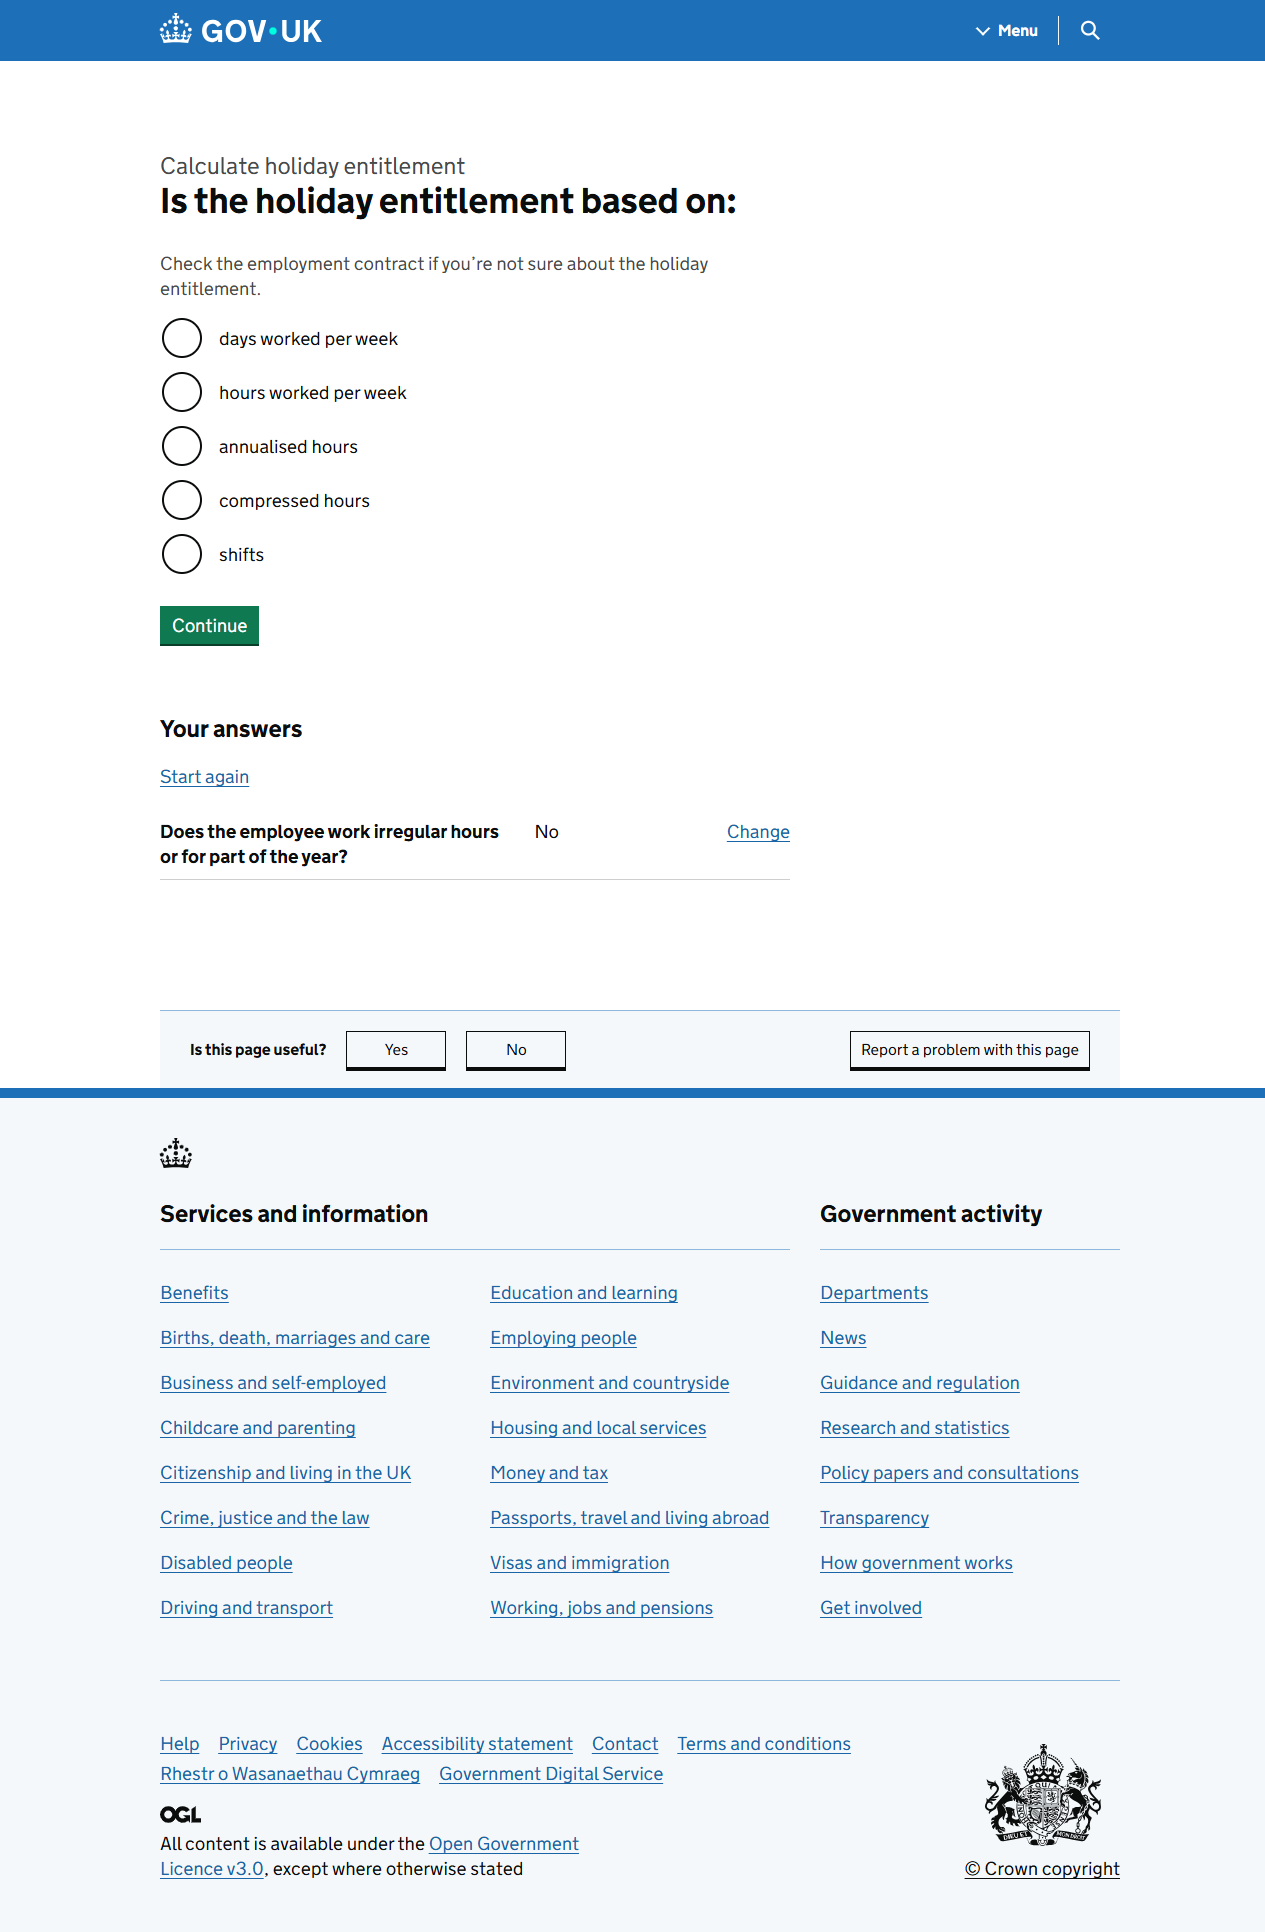 GOV·UK
Menu
Calculate holiday entitlement
Is the holiday entitlement based on:
Check the employment contract if you’re not sure about the holiday
entitlement.
days worked per week
hours worked per week
annualised hours
compressed hours
shifts
Continue
Your answers
Start again
Does the employee work irregular hours
or for part of the year?
No
Change
Is this page useful?
Yes
No
Report a problem with this page
Services and information
Benefits
Births, death, marriages and care
Business and self-employed
Childcare and parenting
Citizenship and living in the UK
Crime, justice and the law
Disabled people
Driving and transport
Education and learning
Employing people
Environment and countryside
Housing and local services
Money and tax
Passports, travel and living abroad
Visas and immigration
Working, jobs and pensions
Government activity
Departments
News
Guidance and regulation
Research and statistics
Policy papers and consultations
Transparency
How government works
Get involved
Help Privacy Cookies Accessibility statement Contact Terms and conditions
Rhestr o Wasanaethau Cymraeg Government Digital Service
OGL
All content is available under the Open Government
Licence v3.0, except where otherwise stated
© Crown copyright